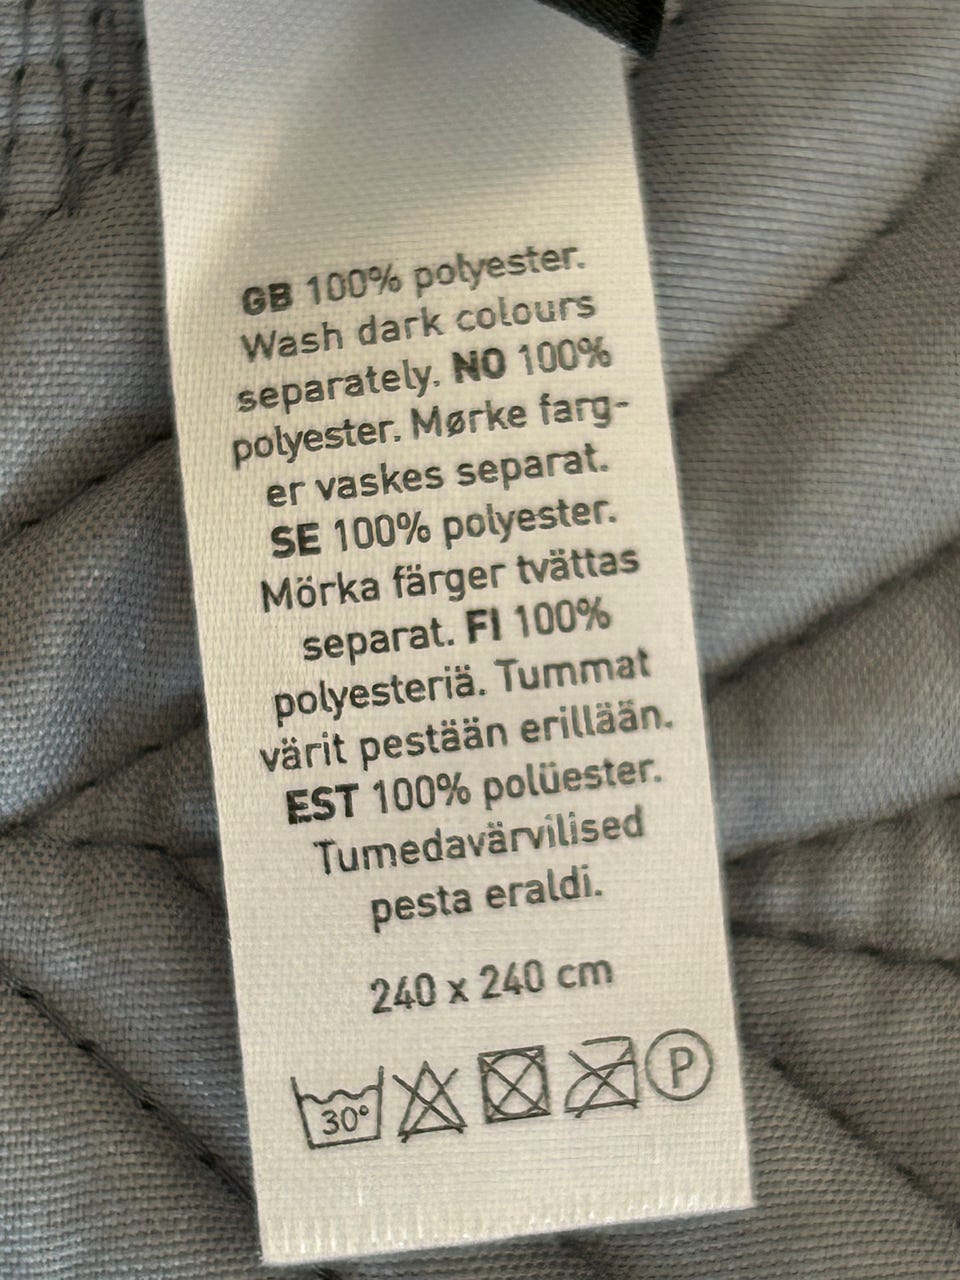 GB 100% polyester.
Wash dark colours
separately. NO 100%
polyester. Mørke farg-
er vaskes separat.
SE 100% polyester.
Mörka färger tvättas
separat. FI 100%
polyesteriä. Tummat
värit pestään erillään.
EST 100% polüester.
Tumedavärvilised
pesta eraldi.
240 x 240 cm
30° P